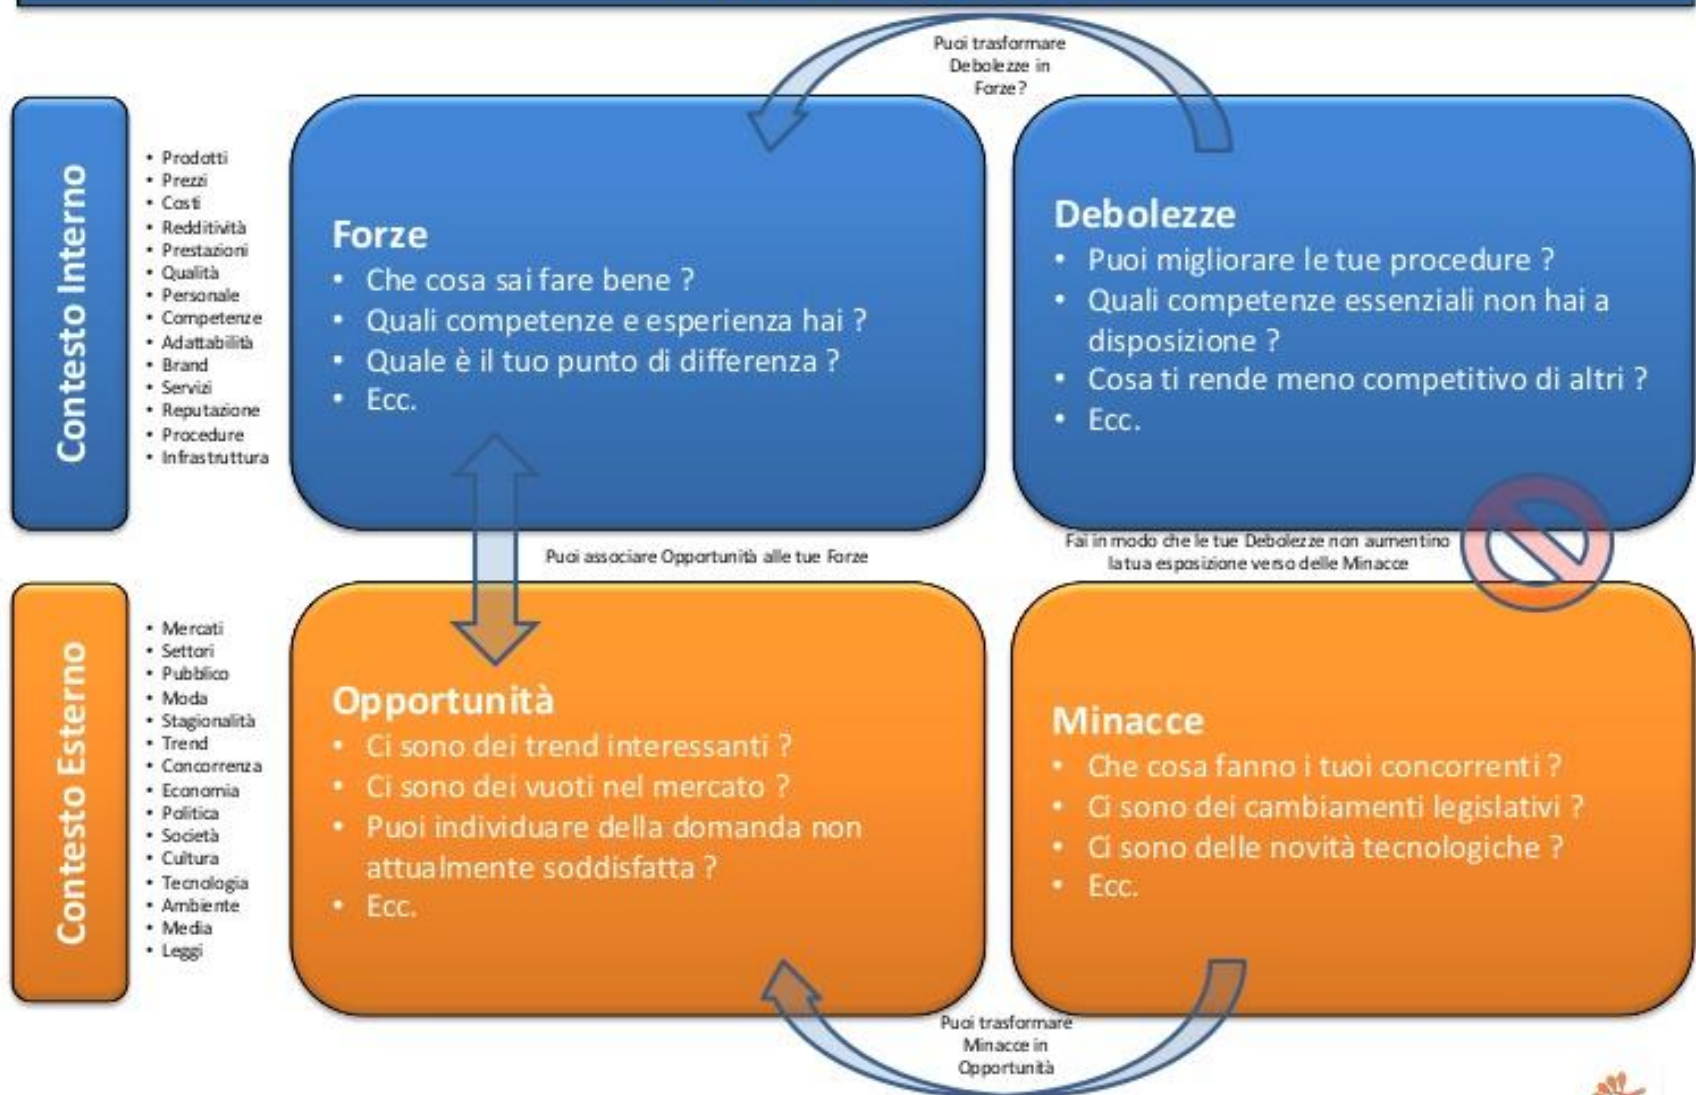 Puoi trasformare
Debolezze in
Forze?
Contesto Interno
• Prodotti
• Prezzi
• Costi
• Redditività
• Prestazioni
• Qualità
• Personale
• Competenze
• Adattabilità
• Brand
• Servizi
• Reputazione
• Procedure
• Infrastruttura
Forze
• Che cosa sai fare bene ?
• Quali competenze e esperienza hai ?
• Quale è il tuo punto di differenza ?
• Ecc.
Debolezze
• Puoi migliorare le tue procedure ?
• Quali competenze essenziali non hai a
disposizione ?
• Cosa ti rende meno competitivo di altri ?
• Ecc.
Puoi associare Opportunità alle tue Forze
Fai in modo che le tue Debolezze non aumentino
la tua esposizione verso delle Minacce
Contesto Esterno
• Mercati
• Settori
• Pubblico
• Moda
• Stagionalità
• Trend
• Concorrenza
• Economia
• Politica
• Società
• Cultura
• Tecnologia
• Ambiente
• Media
• Leggi
Opportunità
• Ci sono dei trend interessanti ?
• Ci sono dei vuoti nel mercato ?
• Puoi individuare della domanda non
attualmente soddisfatta ?
• Ecc.
Minacce
• Che cosa fanno i tuoi concorrenti ?
• Ci sono dei cambiamenti legislativi ?
• Ci sono delle novità tecnologiche ?
• Ecc.
Puoi trasformare
Minacce in
Opportunità